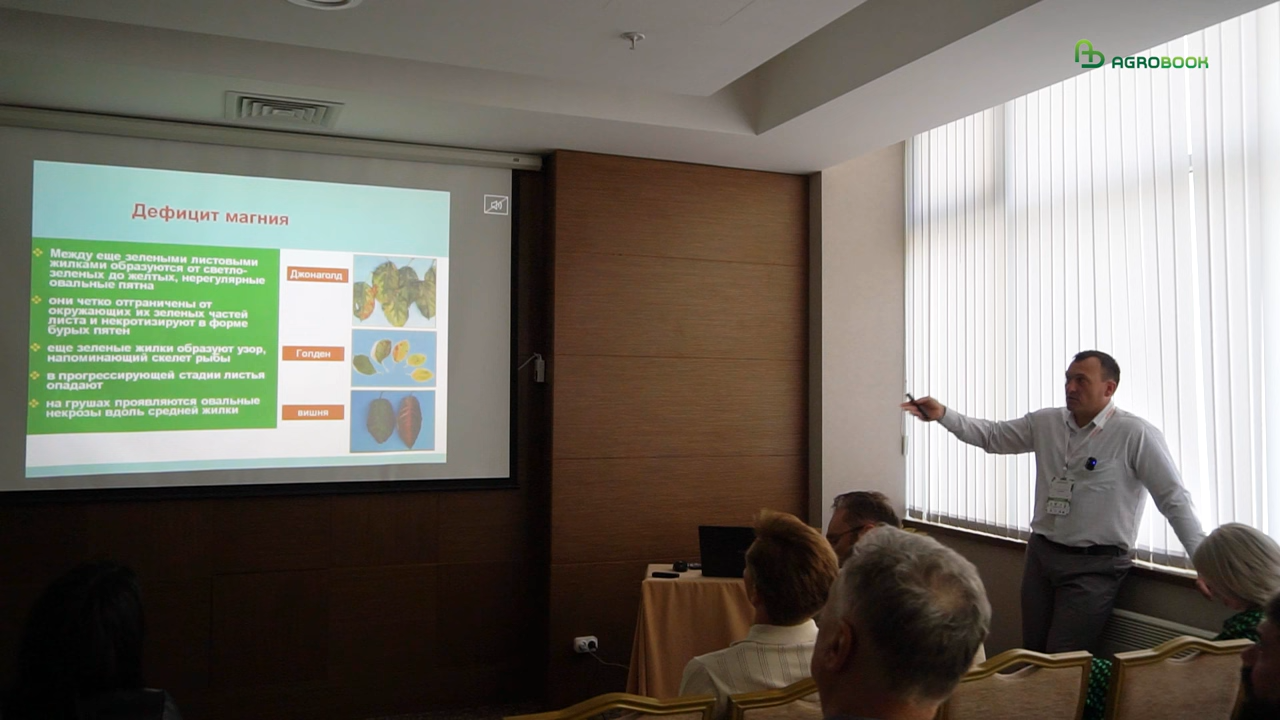 AGROBOOK
Дефицит магния
Между еще зелеными листовыми
жилками образуются от светло-
зеленых до желтых, нерегулярные
овальные пятна
они четко отграничены от
окружающих их зеленых частей
листа и некротизируют в форме
бурых пятен
еще зеленые жилки образуют узор,
напоминающий скелет рыбы
в прогрессирующей стадии листья
опадают
на грушах проявляются овальные
некрозы вдоль средней жилки
Джонаголд
Голден
вишня